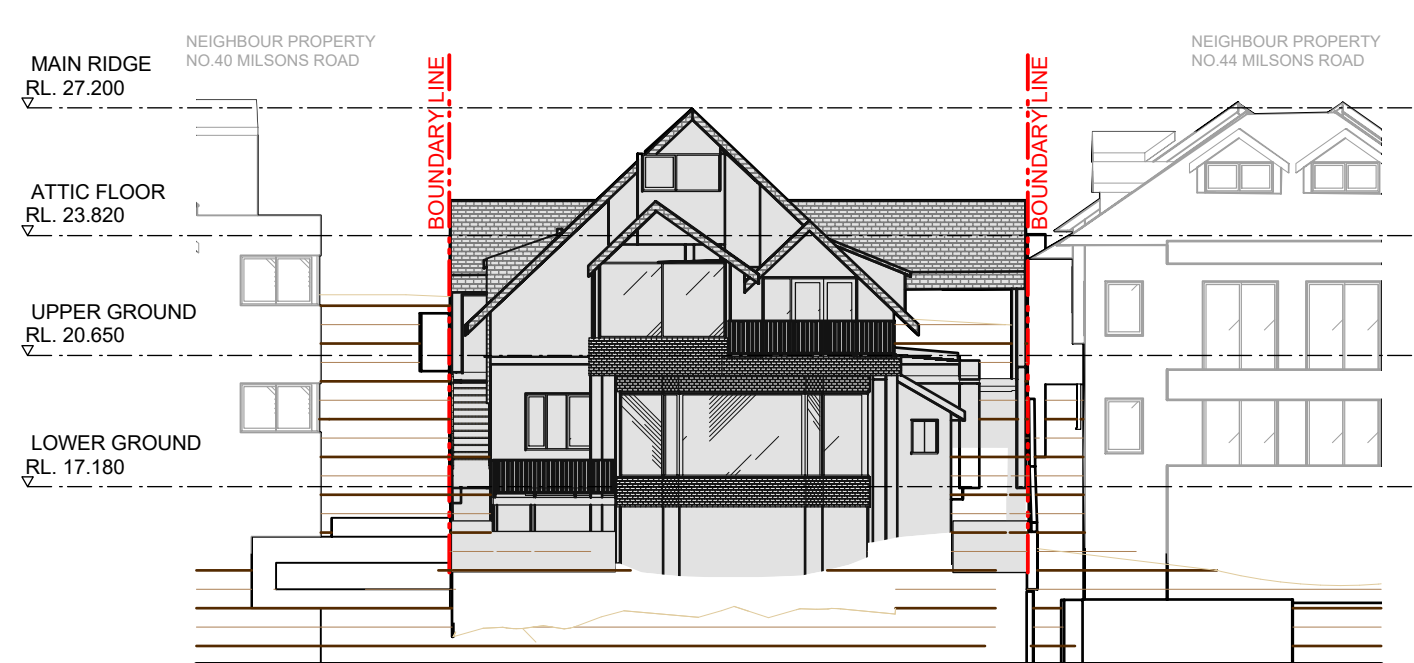 NEIGHBOUR PROPERTY
NO.40 MILSONS ROAD
NEIGHBOUR PROPERTY
NO.44 MILSONS ROAD
MAIN RIDGE
RL. 27.200
BOUNDARY LINE
BOUNDARY LINE
ATTIC FLOOR
RL. 23.820
UPPER GROUND
RL. 20.650
LOWER GROUND
RL. 17.180